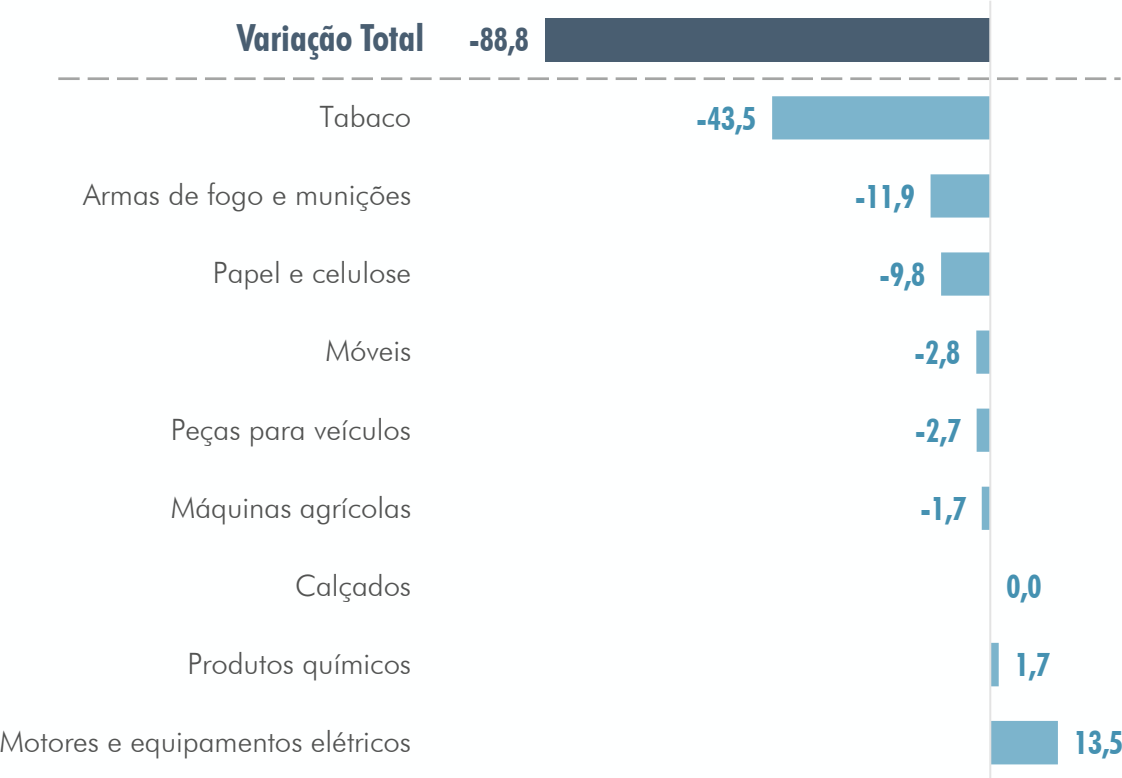 Variação Total -88,8
Tabaco -43,5
Armas de fogo e munições -11,9
Papel e celulose -9,8
Móveis -2,8
Peças para veículos -2,7
Máquinas agrícolas -1,7
Calçados 0,0
Produtos químicos 1,7
Motores e equipamentos elétricos 13,5